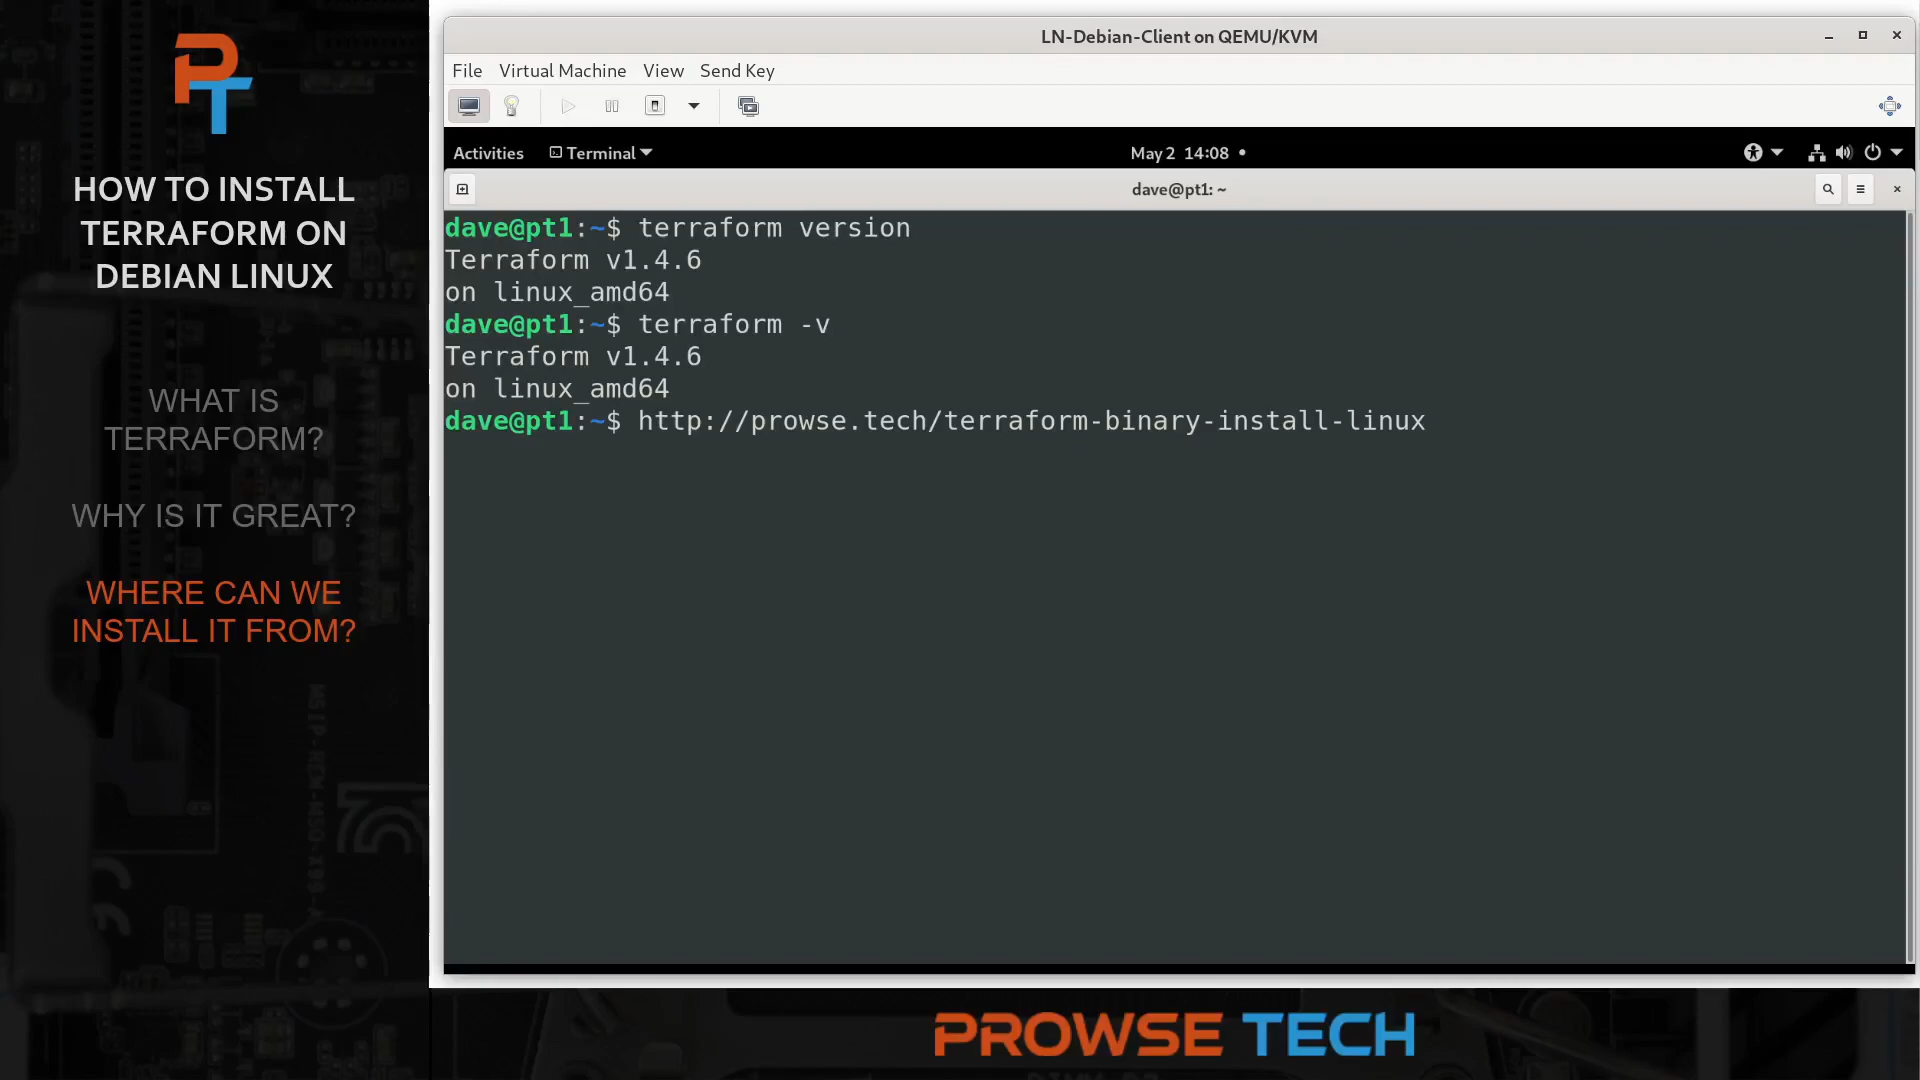 PT
HOW TO INSTALL
TERRAFORM ON
DEBIAN LINUX
WHAT IS
TERRAFORM?
WHY IS IT GREAT?
WHERE CAN WE
INSTALL IT FROM?
LN-Debian-Client on QEMU/KVM
File Virtual Machine View Send Key
Activities Terminal May 2 14:08
dave@pt1: ~
dave@pt1:~$ terraform version
Terraform v1.4.6
on linux_amd64
dave@pt1:~$ terraform -v
Terraform v1.4.6
on linux_amd64
dave@pt1:~$ http://prowse.tech/terraform-binary-install-linux
PROWSE TECH